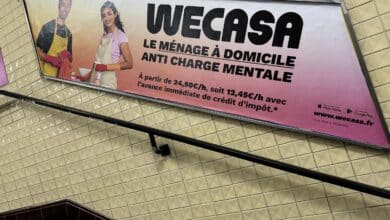 WECASA
LE MÉNAGE À DOMICILE
ANTI CHARGE MENTALE
À partir de 24,90€/h, soit 12,45€/h avec
l'avance immédiate de crédit d'impôt.*
www.wecasa.fr